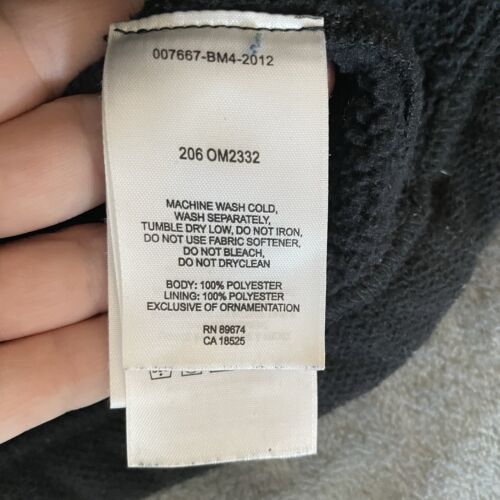 007667-BM4-2012
206 OM2332
MACHINE WASH COLD,
WASH SEPARATELY,
TUMBLE DRY LOW, DO NOT IRON,
DO NOT USE FABRIC SOFTENER,
DO NOT BLEACH,
DO NOT DRYCLEAN
BODY: 100% POLYESTER
LINING: 100% POLYESTER
EXCLUSIVE OF ORNAMENTATION
RN 89674
CA 18525